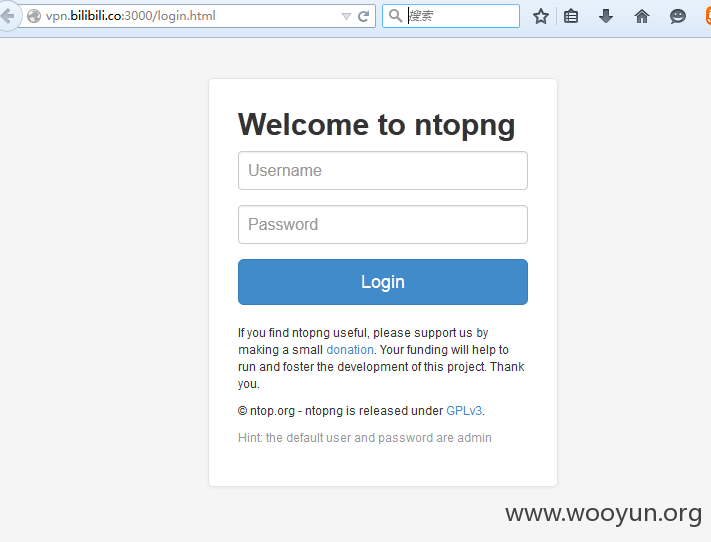 vpn.bilibili.co:3000/login.html
搜索
Welcome to ntopng
Username
Password
Login
If you find ntopng useful, please support us by
making a small donation. Your funding will help to
run and foster the development of this project. Thank
you.
© ntop.org - ntopng is released under GPLv3.
Hint: the default user and password are admin
www.wooyun.org